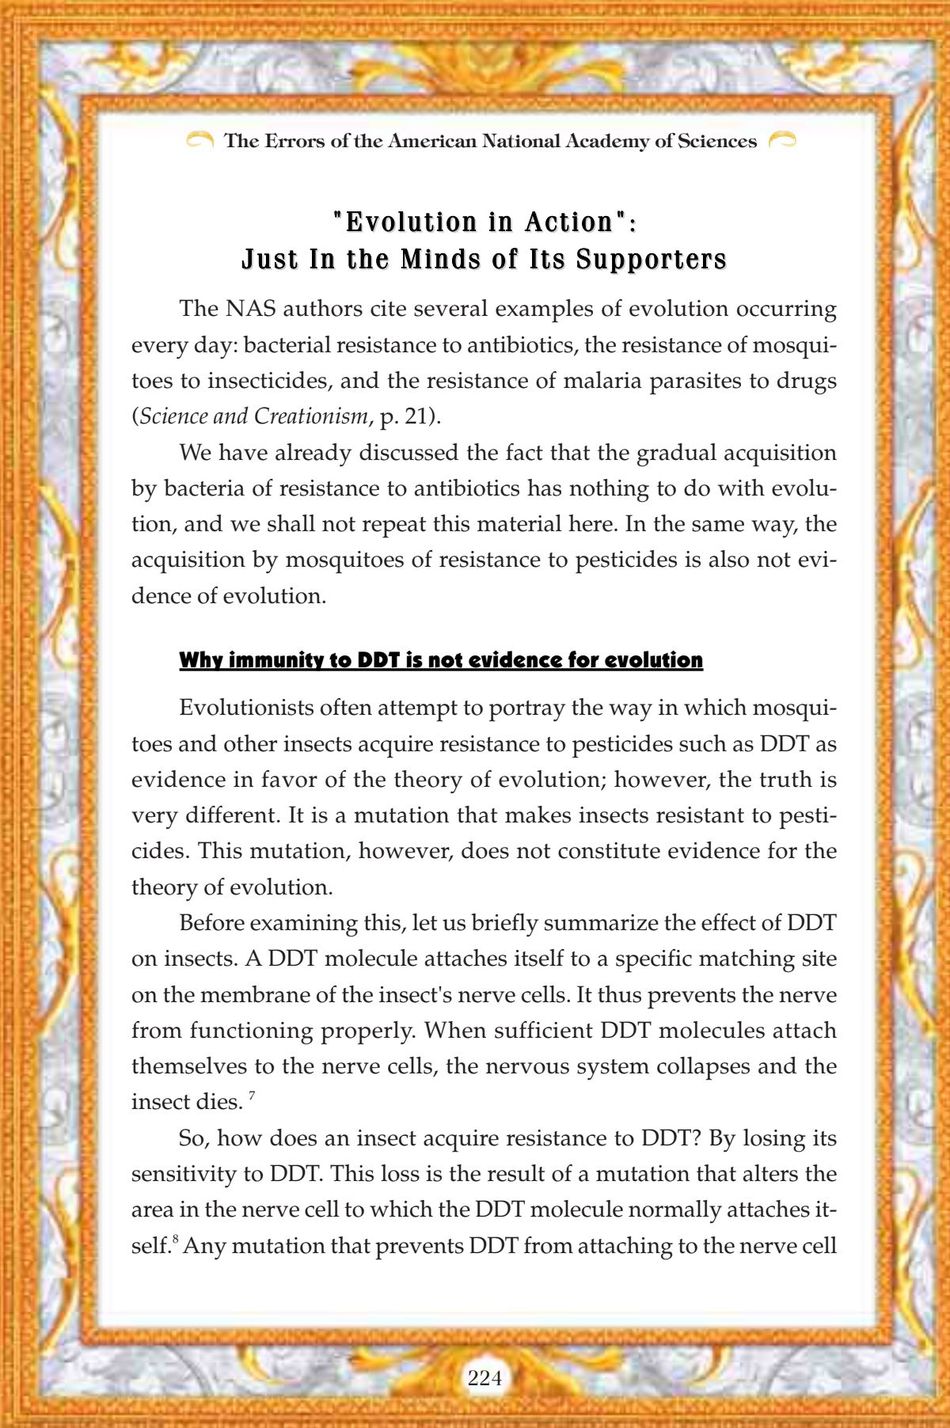 The Errors of the American National Academy of Sciences
"Evolution in Action":
Just In the Minds of Its Supporters
The NAS authors cite several examples of evolution occurring
every day: bacterial resistance to antibiotics, the resistance of mosqui-
toes to insecticides, and the resistance of malaria parasites to drugs
(Science and Creationism, p. 21).
We have already discussed the fact that the gradual acquisition
by bacteria of resistance to antibiotics has nothing to do with evolu-
tion, and we shall not repeat this material here. In the same way, the
acquisition by mosquitoes of resistance to pesticides is also not evi-
dence of evolution.
Why immunity to DDT is not evidence for evolution
Evolutionists often attempt to portray the way in which mosqui-
toes and other insects acquire resistance to pesticides such as DDT as
evidence in favor of the theory of evolution; however, the truth is
very different. It is a mutation that makes insects resistant to pesti-
cides. This mutation, however, does not constitute evidence for the
theory of evolution.
Before examining this, let us briefly summarize the effect of DDT
on insects. A DDT molecule attaches itself to a specific matching site
on the membrane of the insect's nerve cells. It thus prevents the nerve
from functioning properly. When sufficient DDT molecules attach
themselves to the nerve cells, the nervous system collapses and the
insect dies. 7
So, how does an insect acquire resistance to DDT? By losing its
sensitivity to DDT. This loss is the result of a mutation that alters the
area in the nerve cell to which the DDT molecule normally attaches it-
self.8 Any mutation that prevents DDT from attaching to the nerve cell
224